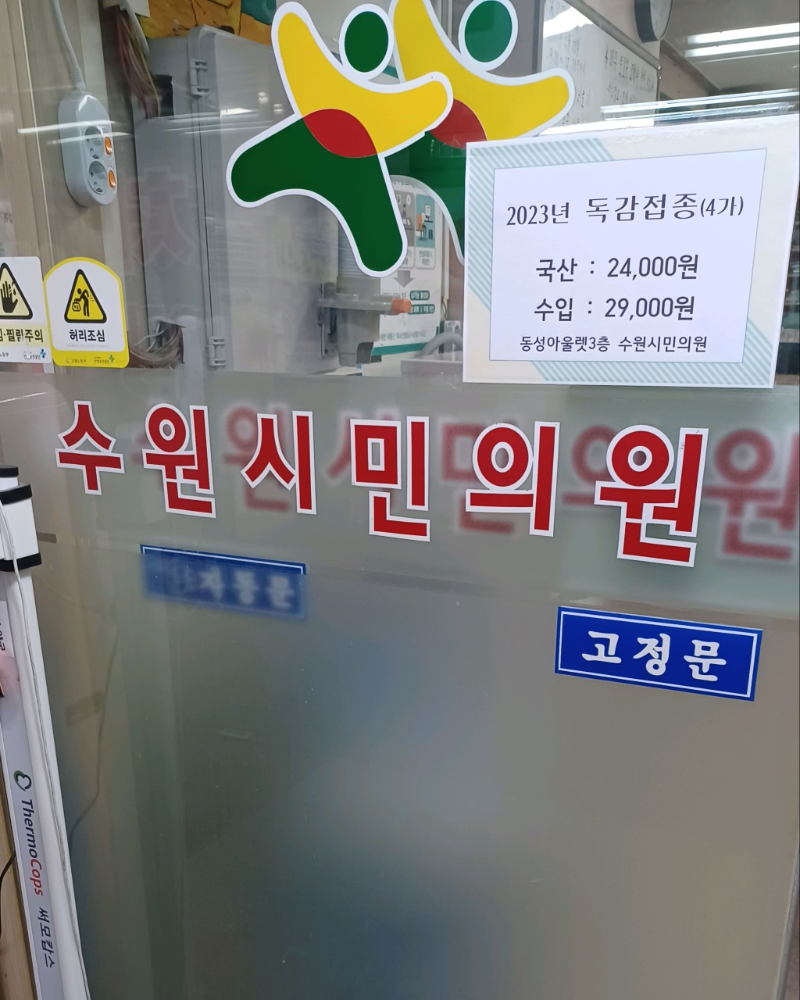 2023년 독감접종(4가)
국산 : 24,000원
수입 : 29,000원
동성아울렛3층 수원시민의원
허리조심
수원시민의원
자동문
고정문
ThermoCaps 써모캅스